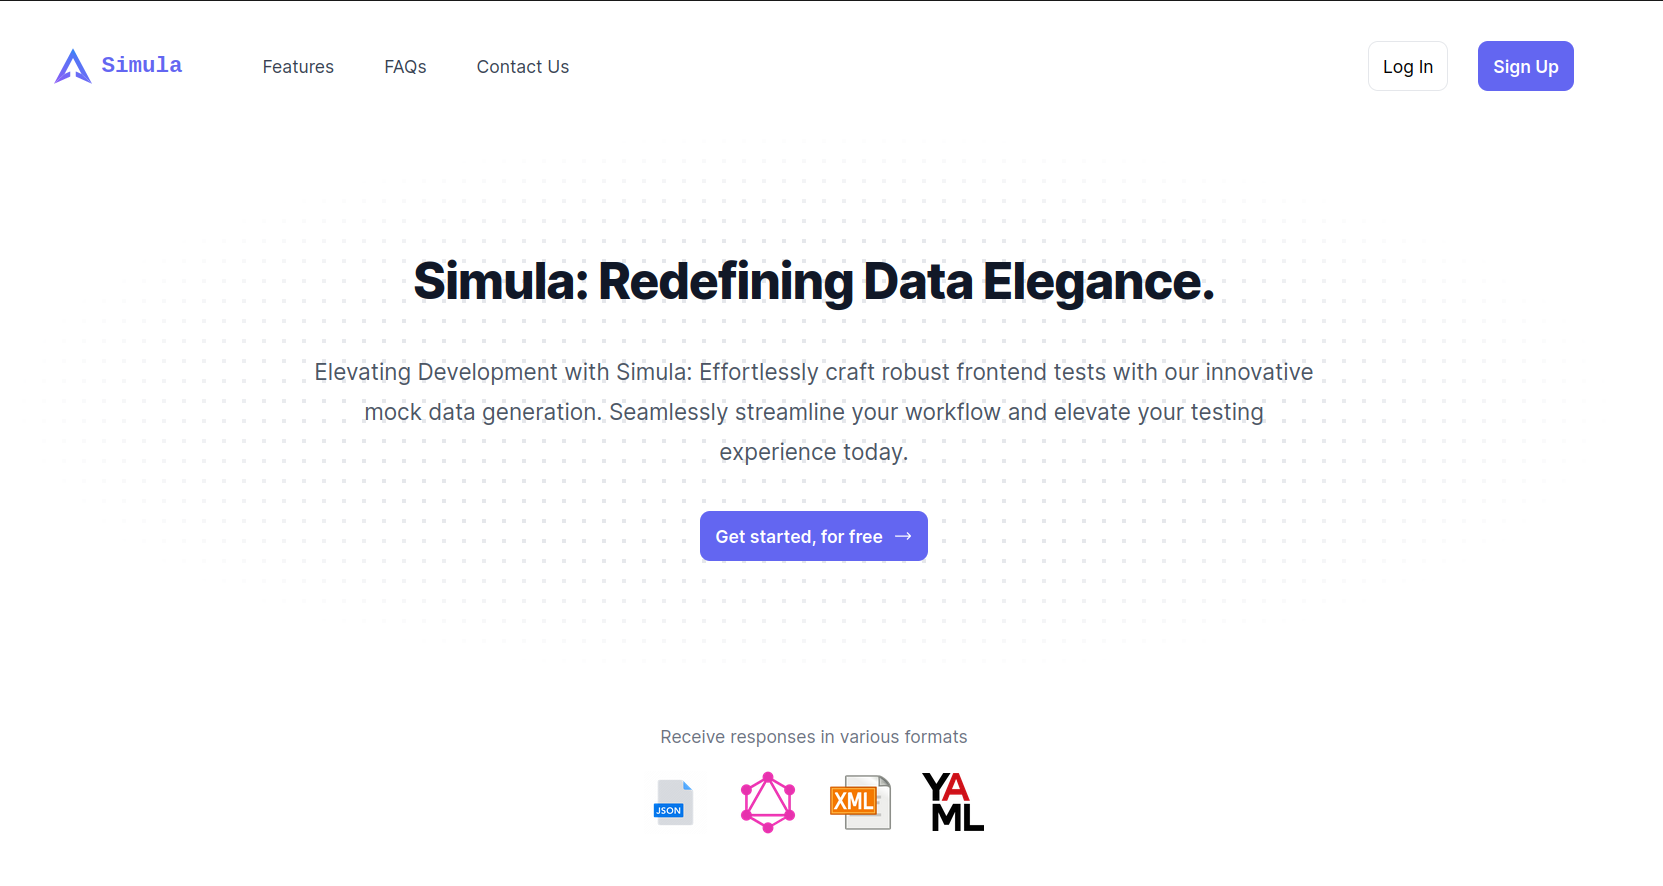 Simula
Features
FAQs
Contact Us
Log In
Sign Up
Simula: Redefining Data Elegance.
Elevating Development with Simula: Effortlessly craft robust frontend tests with our innovative
mock data generation. Seamlessly streamline your workflow and elevate your testing
experience today.
Get started, for free →
Receive responses in various formats
JSON
XML
YA
ML